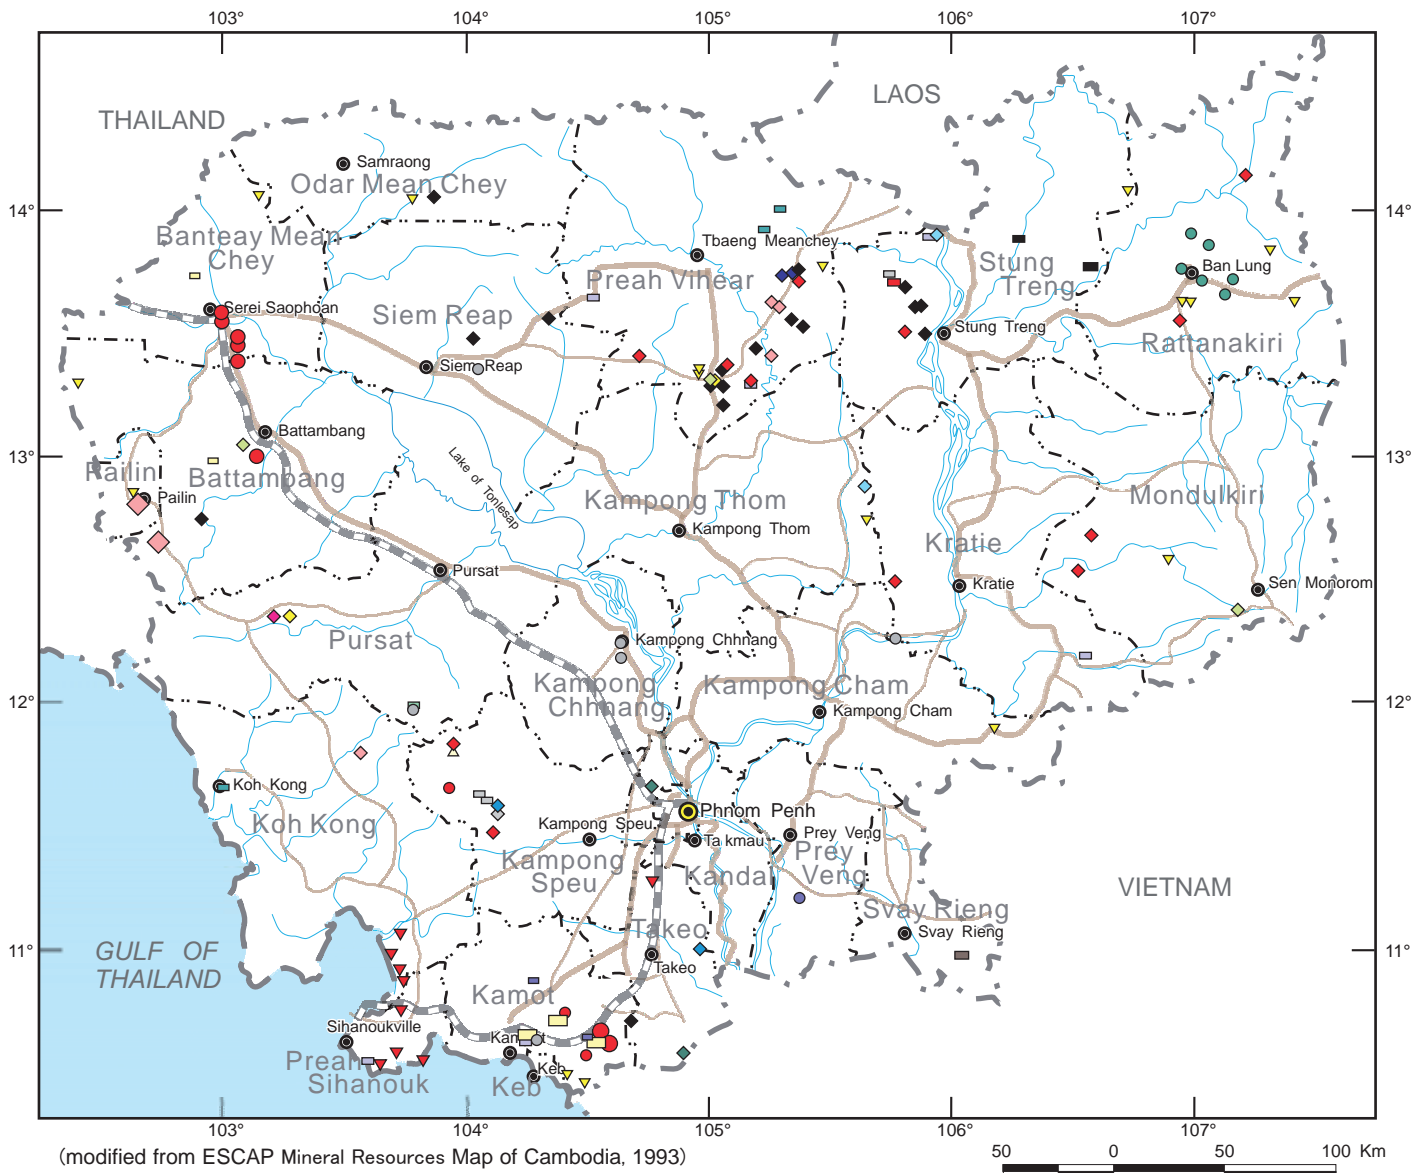 103° 104° 105° 106° 107°
LAOS
THAILAND
Samraong
Odar Mean Chey
14° 14°
Banteay Mean
Chey
Tbaeng Meanchey
Preah Vihear
Stung
Treng
Ban Lung
Serei Saophoan
Siem Reap
Stung Treng
Rattanakiri
Siem Reap
Battambang
13° 13°
Pailin
Battambang
Lake of Tonlesap
Pailin
Kampong Thom
Mondulkiri
Kampong Thom
Kratie
Pursat
Kratie
Sen Monorom
Pursat
Kampong Chhnang
Kampong
Chhnang
Kampong Cham
12° 12°
Kampong Cham
Koh Kong
Koh Kong
Phnom Penh
Kampong Speu
Takmau
Prey Veng
Kampong
Speu
Kandal
Prey
Veng
VIETNAM
Svay Rieng
Takeo
Svay Rieng
11° 11°
GULF OF
THAILAND
Takeo
Kamot
Sihanoukville
Kamot
Preah
Sihanouk
Keb
Keb
103° 104° 105° 106° 107°
(modified from ESCAP Mineral Resources Map of Cambodia, 1993)
50 0 50 100 Km